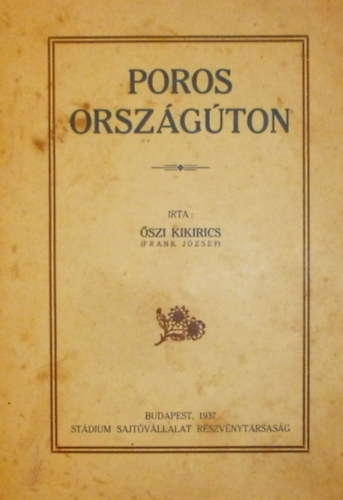 POROS
ORSZÁGÚTON
IRTA:
ŐSZI KIKIRICS
(FRANK JÓZSEF)
BUDAPEST, 1937
STÁDIUM SAJTÓVÁLLALAT RÉSZVÉNYTÁRSASÁG